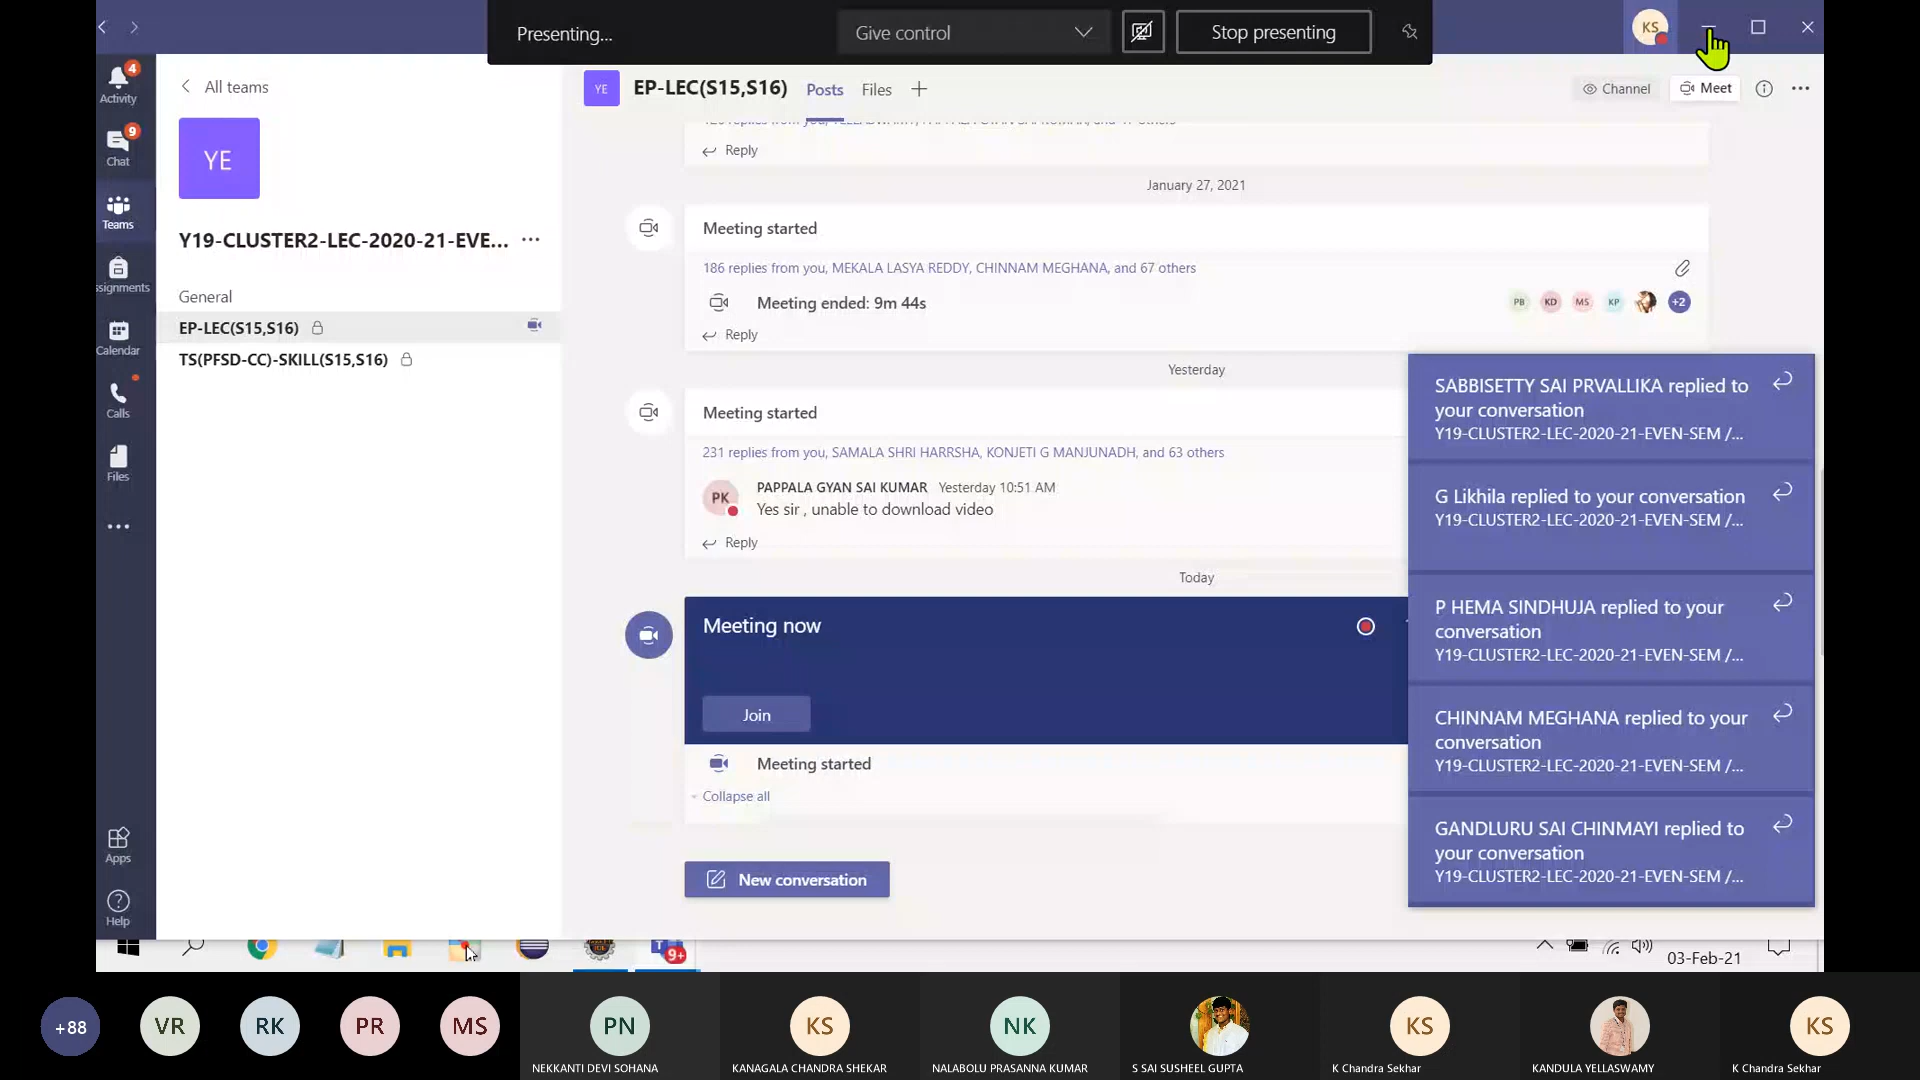 Presenting...
Give control
Stop presenting
KS
4
Activity
9
Chat
Teams
ssignments
Calendar
Calls
Files
Apps
Help
All teams
YE
Y19-CLUSTER2-LEC-2020-21-EVE...
General
EP-LEC(S15,S16)
TS(PFSD-CC)-SKILL(S15,S16)
YE
EP-LEC(S15,S16)
Posts
Files
Channel
Meet
Reply
January 27, 2021
Meeting started
186 replies from you, MEKALA LASYA REDDY, CHINNAM MEGHANA, and 67 others
Meeting ended: 9m 44s
PB KD MS KP +2
Reply
Yesterday
Meeting started
231 replies from you, SAMALA SHRI HARRSHA, KONJETI G MANJUNADH, and 63 others
PK
PAPPALA GYAN SAI KUMAR Yesterday 10:51 AM
Yes sir , unable to download video
Reply
Today
Meeting now
Join
Meeting started
Collapse all
New conversation
SABBISETTY SAI PRVALLIKA replied to
your conversation
Y19-CLUSTER2-LEC-2020-21-EVEN-SEM /...
G Likhila replied to your conversation
Y19-CLUSTER2-LEC-2020-21-EVEN-SEM /...
P HEMA SINDHUJA replied to your
conversation
Y19-CLUSTER2-LEC-2020-21-EVEN-SEM /...
CHINNAM MEGHANA replied to your
conversation
Y19-CLUSTER2-LEC-2020-21-EVEN-SEM /...
GANDLURU SAI CHINMAYI replied to
your conversation
Y19-CLUSTER2-LEC-2020-21-EVEN-SEM /...
9+
03-Feb-21
+88
VR
RK
PR
MS
PN
NEKKANTI DEVI SOHANA
KS
KANAGALA CHANDRA SHEKAR
NK
NALABOLU PRASANNA KUMAR
S SAI SUSHEEL GUPTA
KS
K Chandra Sekhar
KANDULA YELLASWAMY
KS
K Chandra Sekhar